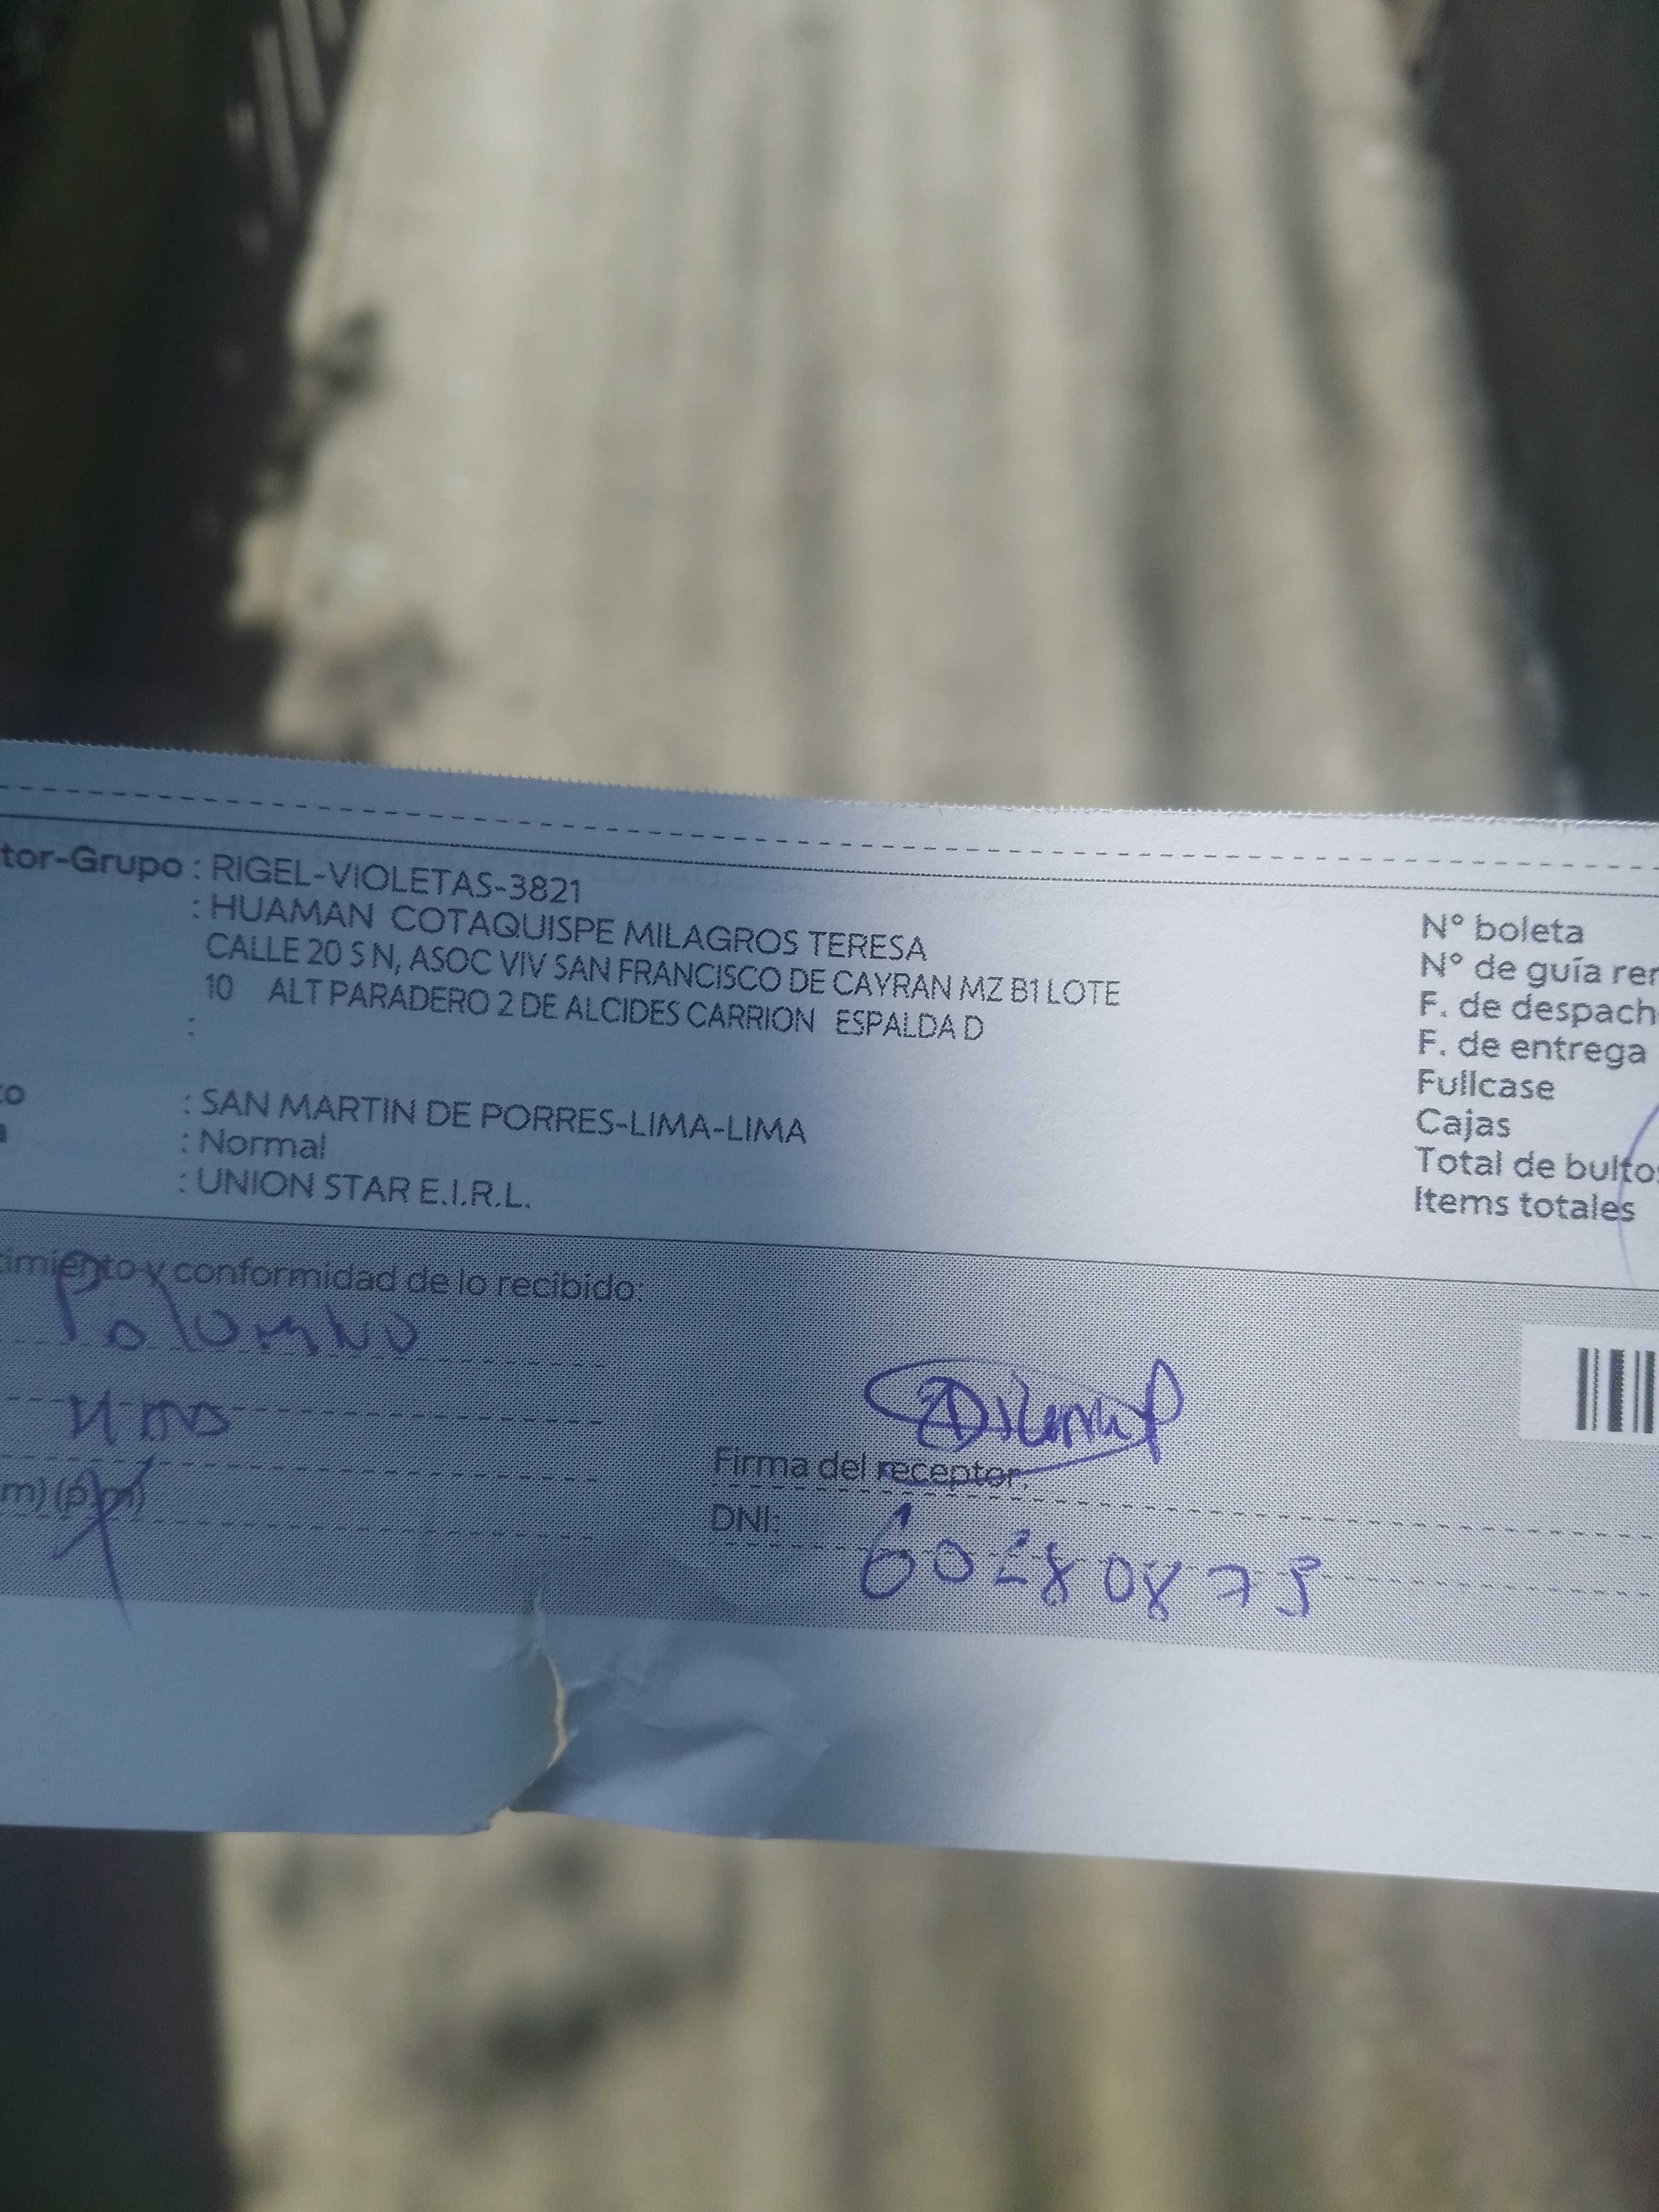 tor-Grupo : RIGEL-VIOLETAS-3821
: HUAMAN COTAQUISPE MILAGROS TERESA
CALLE 20 S N, ASOC VIV SAN FRANCISCO DE CAYRAN MZ B1 LOTE
10 ALT PARADERO 2 DE ALCIDES CARRION ESPALDA D
:
: SAN MARTIN DE PORRES-LIMA-LIMA
: Normal
: UNION STAR E.I.R.L.
N° boleta
N° de guía rer
F. de despach
F. de entrega
Fullcase
Cajas
Total de bultos
Items totales
imiento y conformidad de lo recibido:
Palomino
m) (p.m)
Firma del receptor:
DNI: 60280875